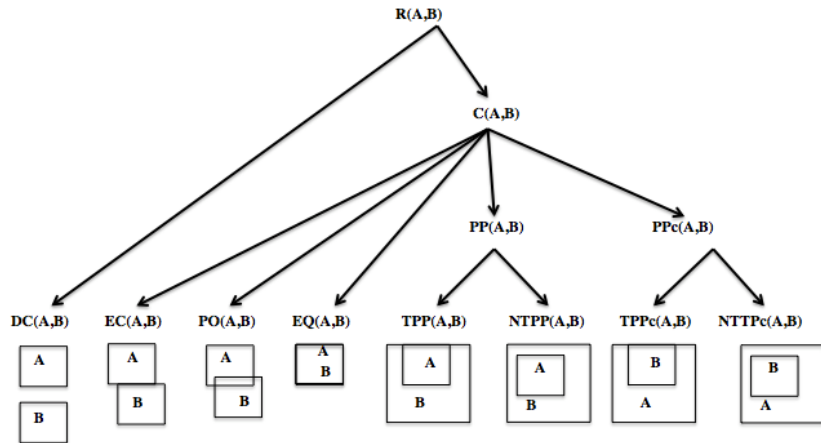 R(A,B)
C(A,B)
PP(A,B) PPc(A,B)
DC(A,B) EC(A,B) PO(A,B) EQ(A,B) TPP(A,B) NTPP(A,B) TPPc(A,B) NTTPc(A,B)
A A A A A A B B
B B B B B B A A